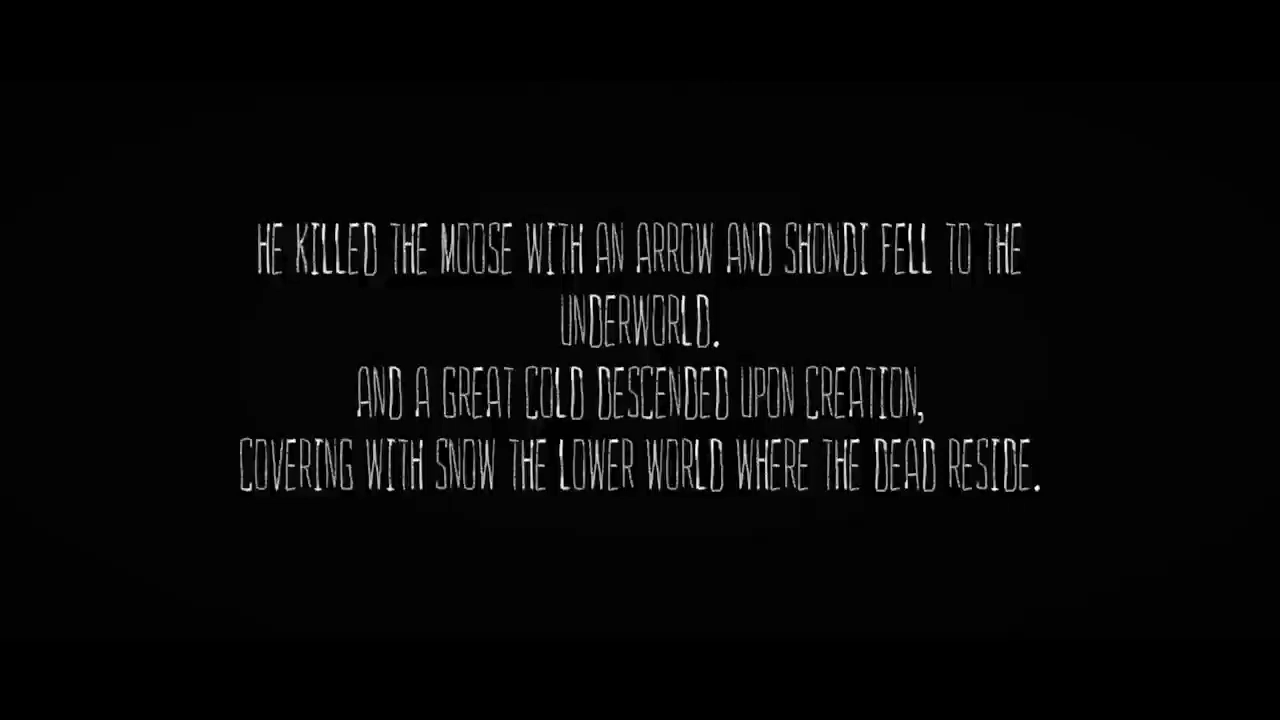 HE KILLED THE MOOSE WITH AN ARROW AND SHONDI FELL TO THE
UNDERWORLD.
AND A GREAT COLD DESCENDED UPON CREATION,
COVERING WITH SNOW THE LOWER WORLD WHERE THE DEAD RESIDE.